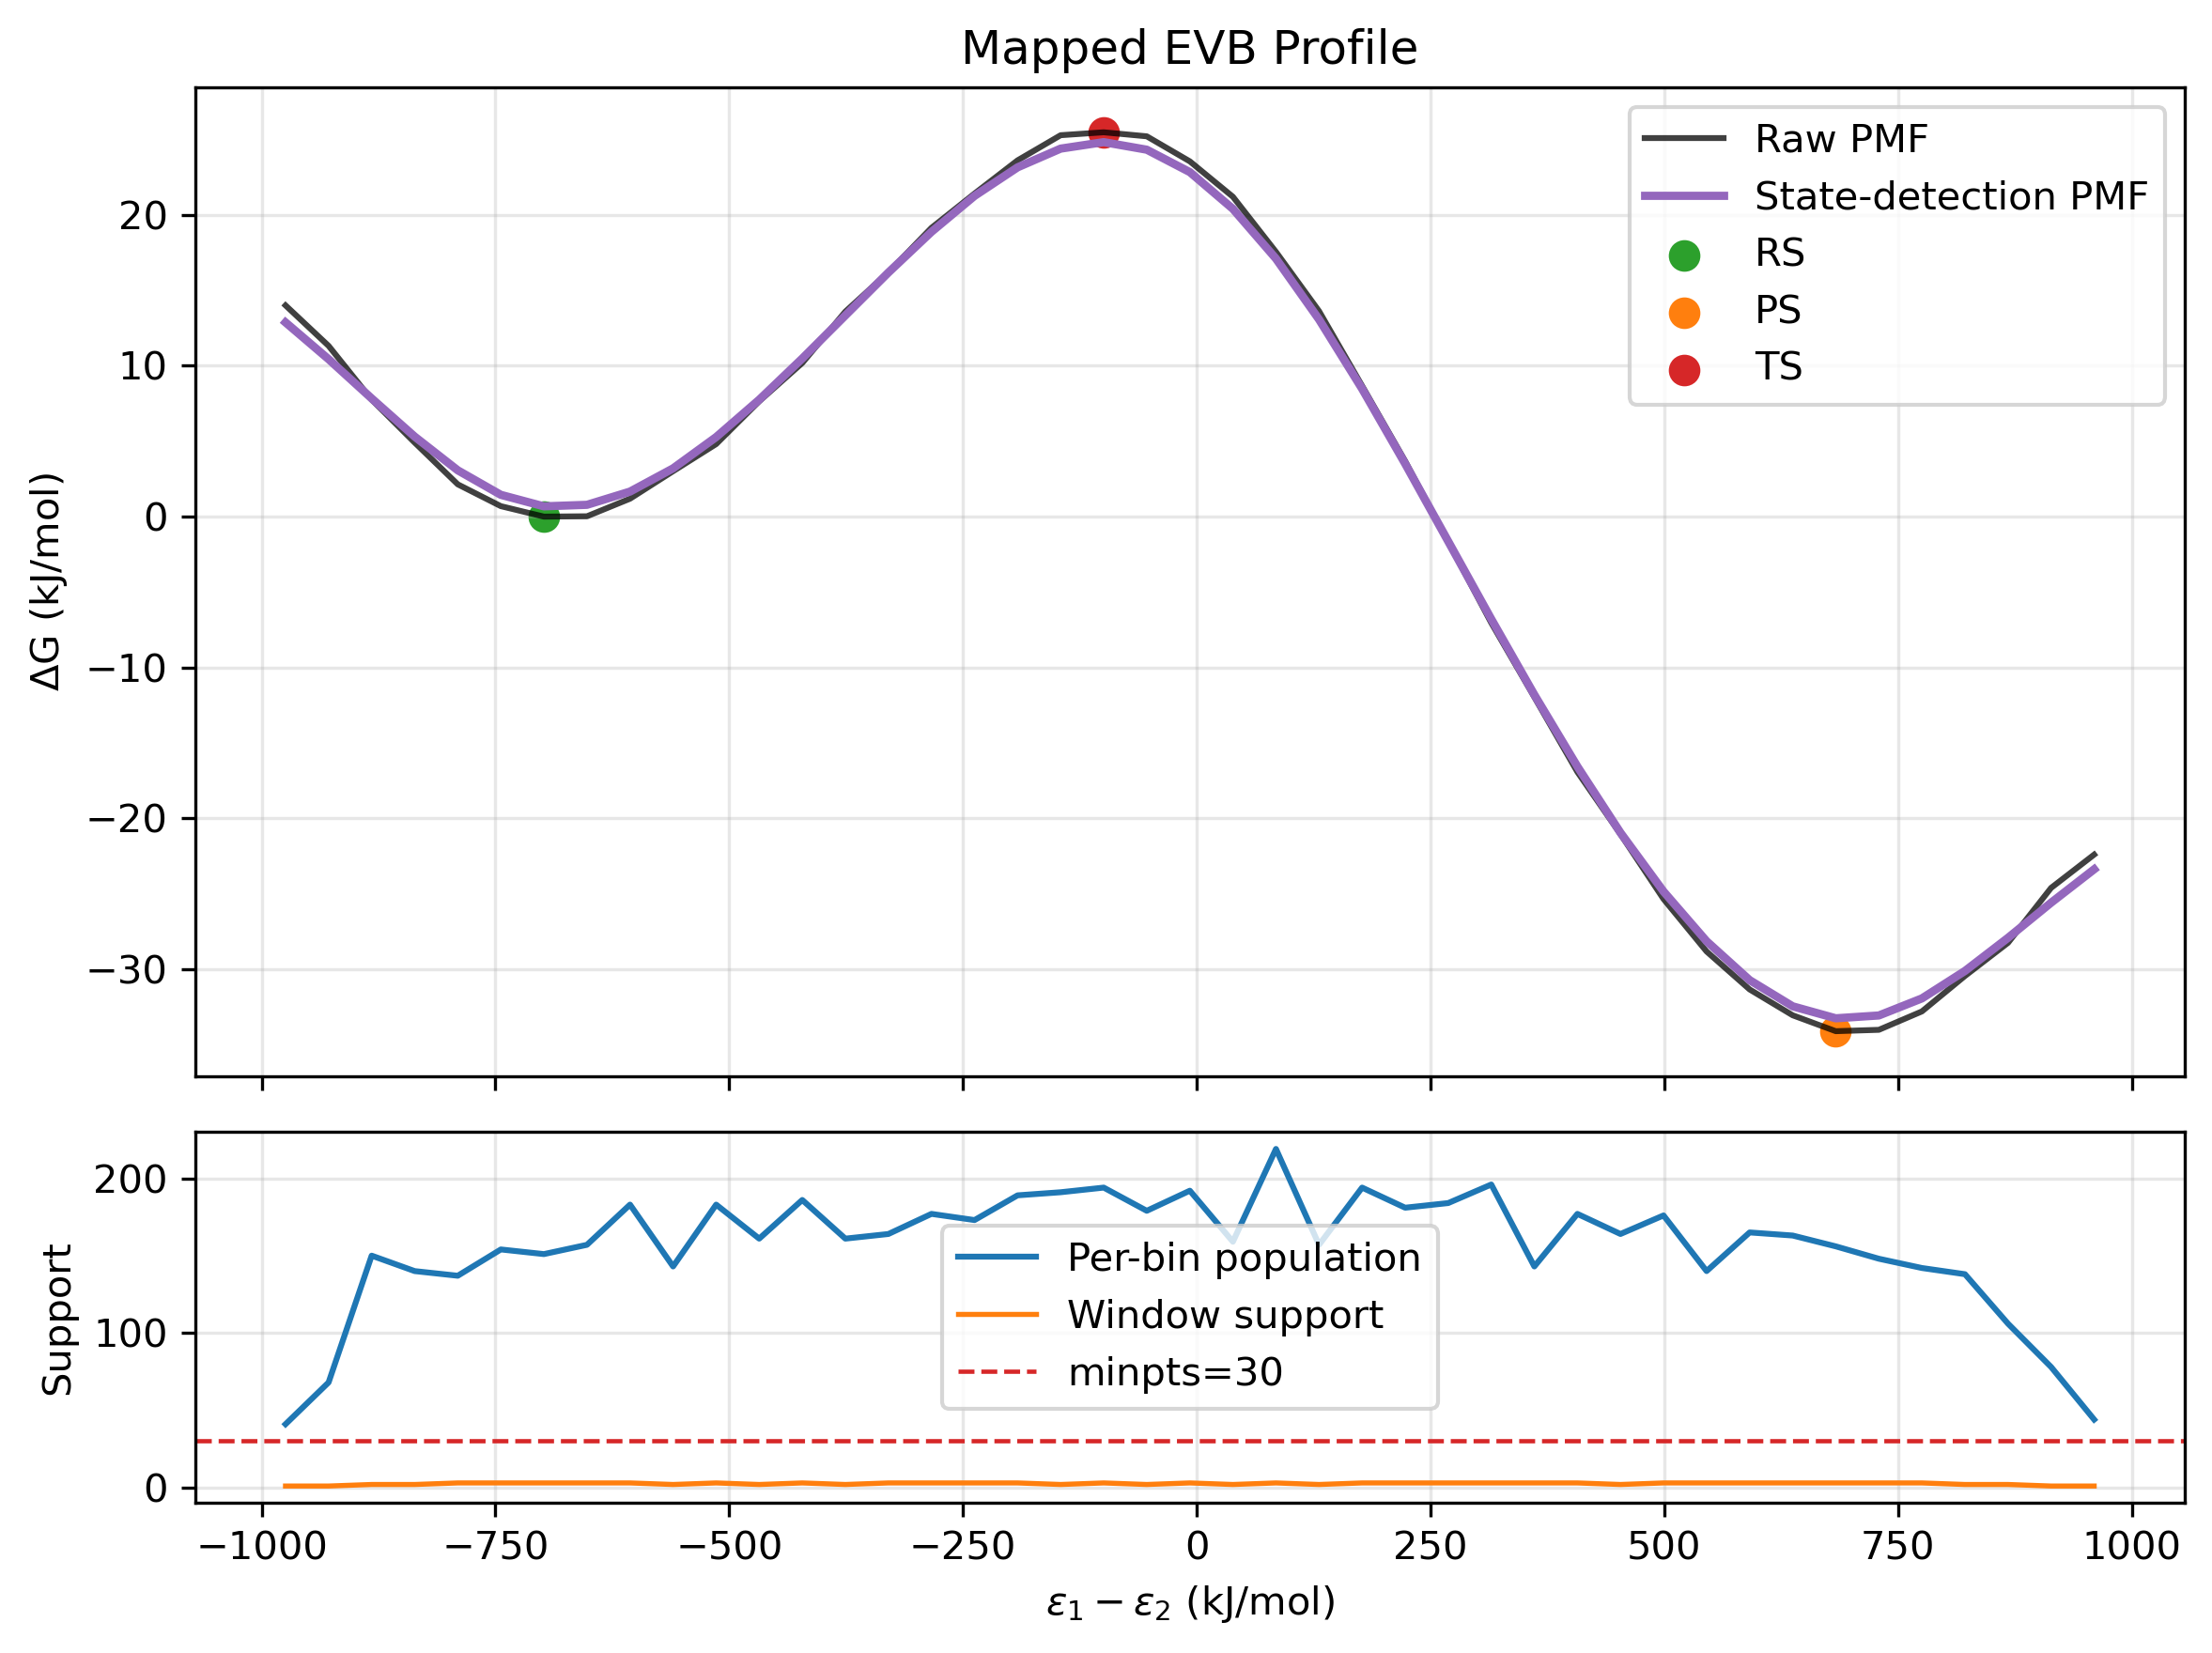 Mapped EVB Profile
ΔG (kJ/mol)
20
10
0
−10
−20
−30
Raw PMF
State-detection PMF
RS
PS
TS
Support
200
100
0
Per-bin population
Window support
minpts=30
−1000 −750 −500 −250 0 250 500 750 1000
ε₁ − ε₂ (kJ/mol)